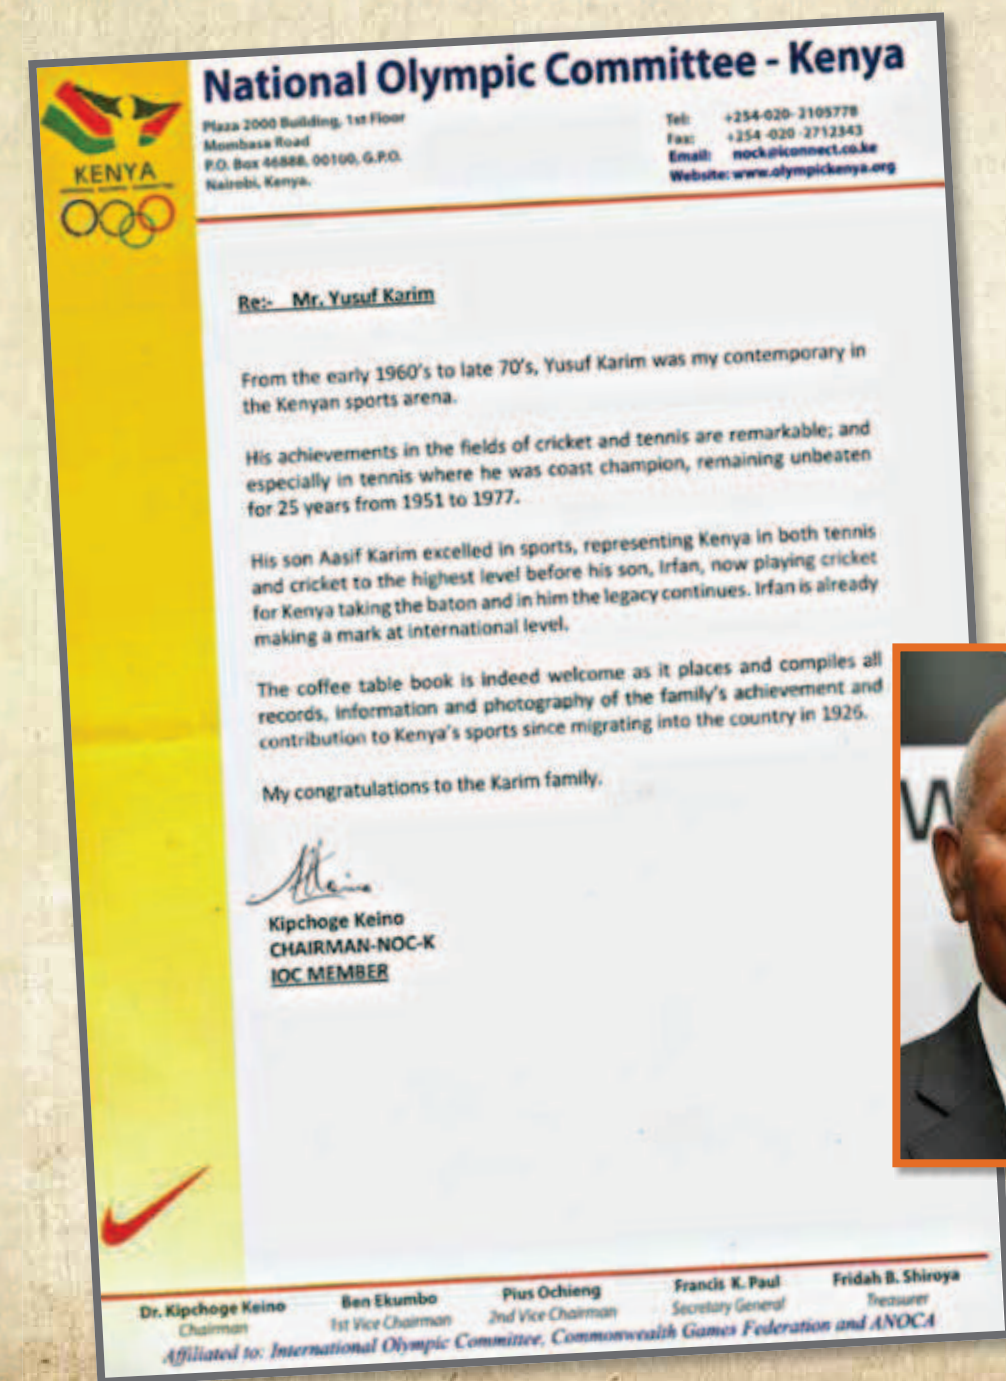 National Olympic Committee - Kenya
Plaza 2000 Building, 1st Floor
Mombasa Road
P.O. Box 46888, 00100, G.P.O.
Nairobi, Kenya.
Tel: +254-020- 2105778
Fax: +254 -020 -2712343
Email: nock@iconnect.co.ke
Website: www.olympickenya.org
KENYA
Re:- Mr. Yusuf Karim
From the early 1960's to late 70's, Yusuf Karim was my contemporary in
the Kenyan sports arena.
His achievements in the fields of cricket and tennis are remarkable; and
especially in tennis where he was coast champion, remaining unbeaten
for 25 years from 1951 to 1977.
His son Aasif Karim excelled in sports, representing Kenya in both tennis
and cricket to the highest level before his son, Irfan, now playing cricket
for Kenya taking the baton and in him the legacy continues. Irfan is already
making a mark at international level.
The coffee table book is indeed welcome as it places and compiles all
records, information and photography of the family's achievement and
contribution to Kenya's sports since migrating into the country in 1926.
My congratulations to the Karim family.
Kipchoge Keino
CHAIRMAN-NOC-K
IOC MEMBER
W
Dr. Kipchoge Keino
Chairman
Ben Ekumbo
1st Vice Chairman
Pius Ochieng
2nd Vice Chairman
Francis K. Paul
Secretary General
Fridah B. Shiroya
Treasurer
Affiliated to: International Olympic Committee, Commonwealth Games Federation and ANOCA